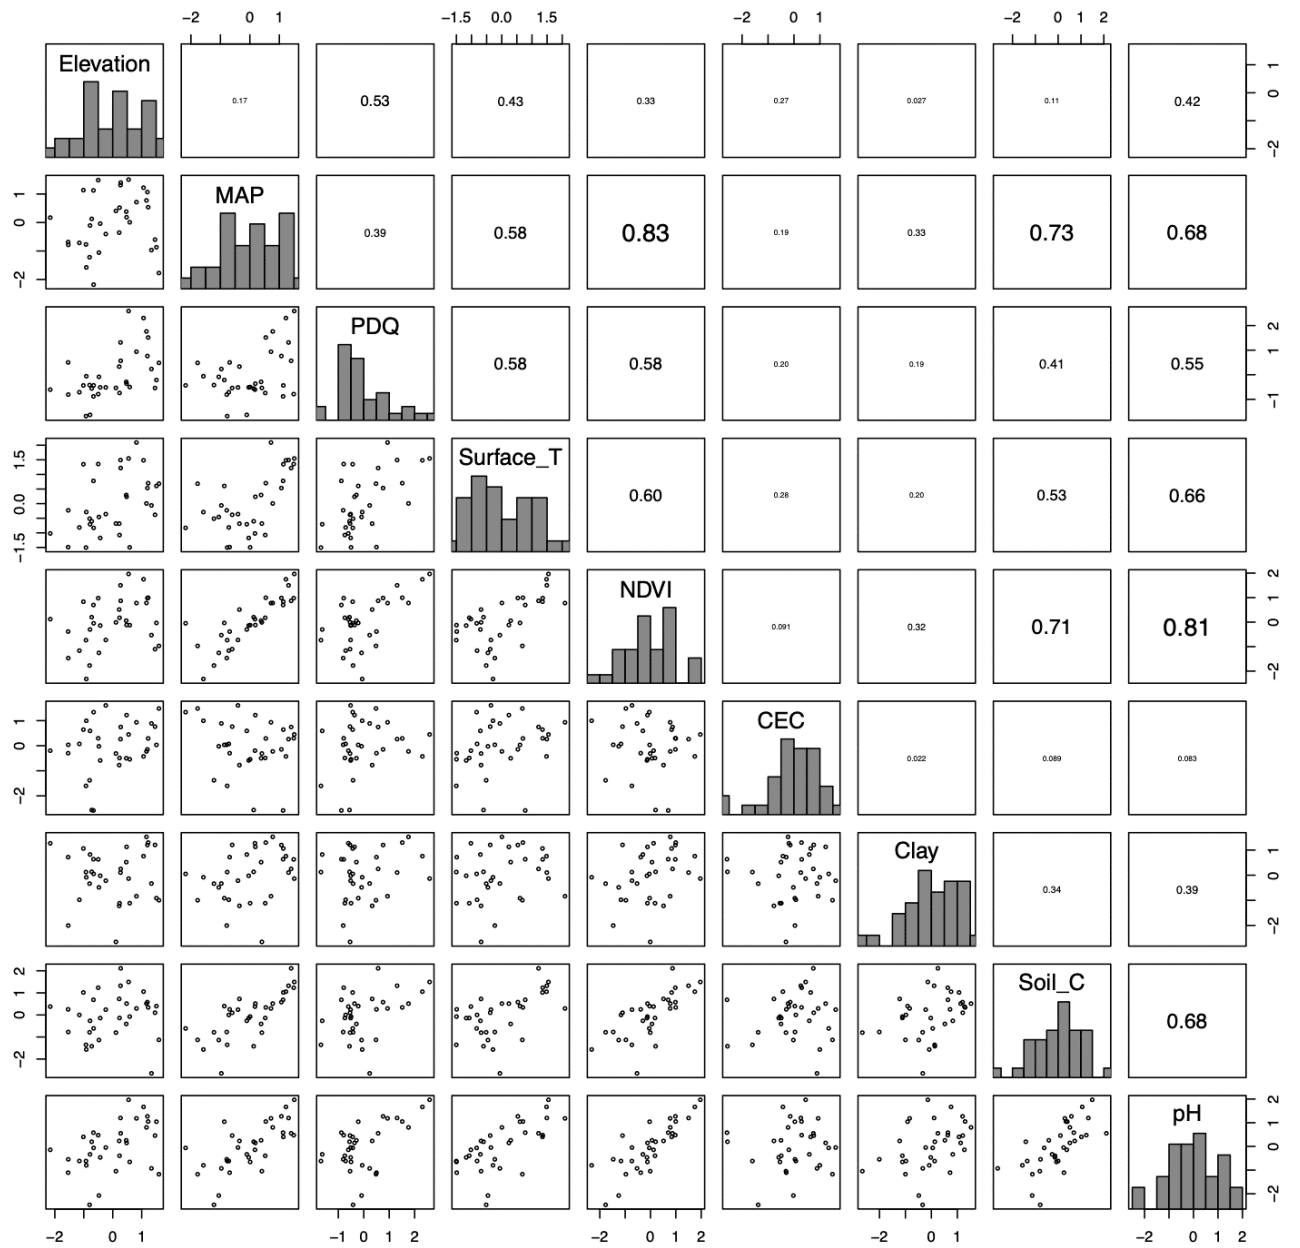 −2 0 1 −1.5 0.0 1.5 −2 0 1 −2 0 1 2
Elevation 0.17 0.53 0.43 0.33 0.27 0.027 0.11 0.42 −2 0 1
−2 0 1 MAP 0.39 0.58 0.83 0.19 0.33 0.73 0.68
PDQ 0.58 0.58 0.20 0.19 0.41 0.55 −1 1 2
−1.5 0.0 1.5 Surface_T 0.60 0.28 0.20 0.53 0.66
NDVI 0.091 0.32 0.71 0.81 −2 0 1 2
−2 0 1 CEC 0.022 0.089 0.083
Clay 0.34 0.39 −2 0 1
−2 0 1 2 Soil_C 0.68
pH −2 0 1 2
−2 0 1 −1 0 1 2 −2 0 1 2 −2 0 1 −2 0 1 2